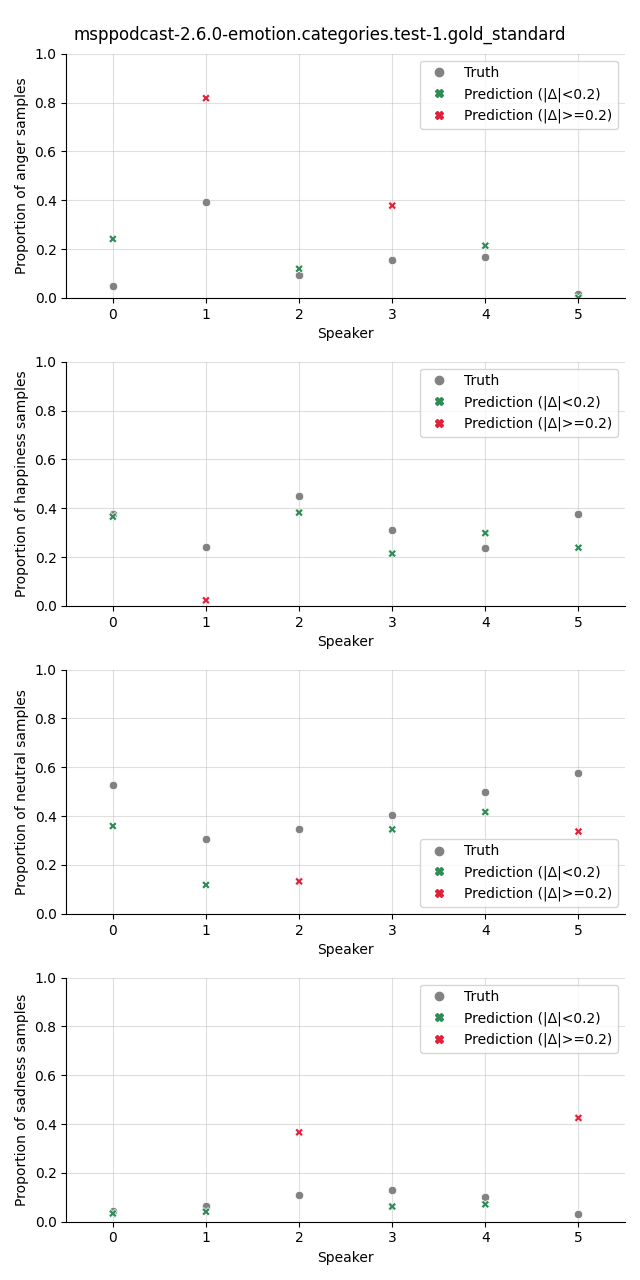 msppodcast-2.6.0-emotion.categories.test-1.gold_standard
Proportion of anger samples
1.0
0.8
0.6
0.4
0.2
0.0
Truth
Prediction (|Δ|<0.2)
Prediction (|Δ|>=0.2)
0 1 2 3 4 5
Speaker
Proportion of happiness samples
1.0
0.8
0.6
0.4
0.2
0.0
Truth
Prediction (|Δ|<0.2)
Prediction (|Δ|>=0.2)
0 1 2 3 4 5
Speaker
Proportion of neutral samples
1.0
0.8
0.6
0.4
0.2
0.0
Truth
Prediction (|Δ|<0.2)
Prediction (|Δ|>=0.2)
0 1 2 3 4 5
Speaker
Proportion of sadness samples
1.0
0.8
0.6
0.4
0.2
0.0
Truth
Prediction (|Δ|<0.2)
Prediction (|Δ|>=0.2)
0 1 2 3 4 5
Speaker